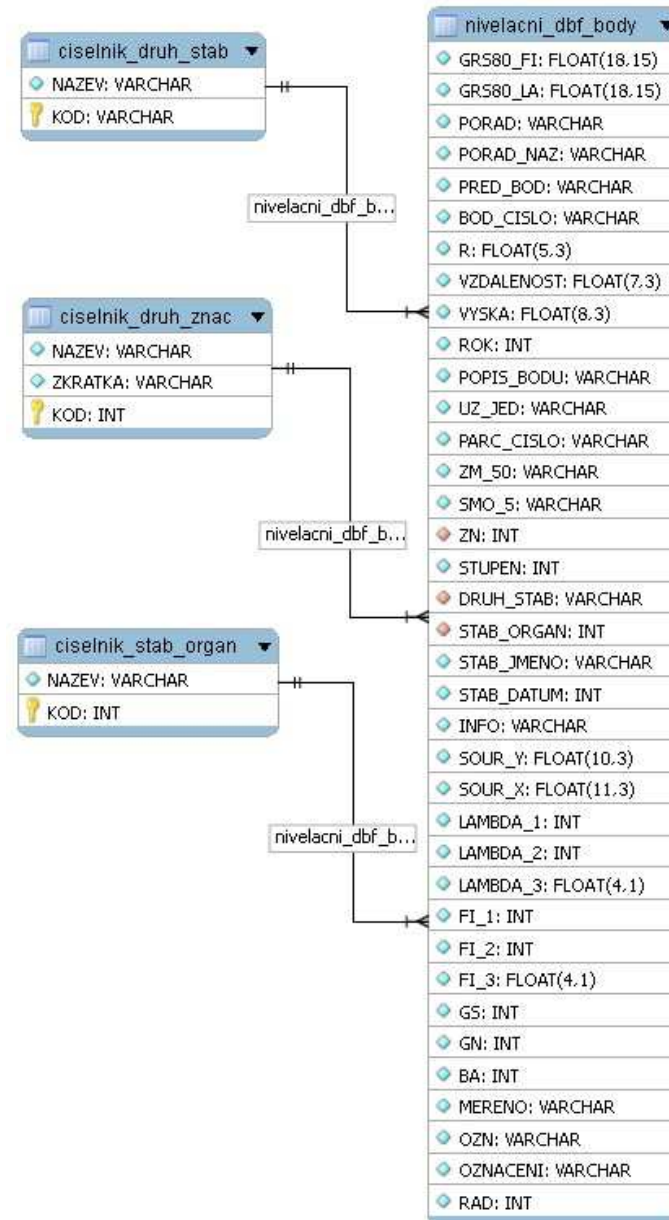 ciselnik_druh_stab
NAZEV: VARCHAR
KOD: VARCHAR
nivelacni_dbf_b...
ciselnik_druh_znac
NAZEV: VARCHAR
ZKRATKA: VARCHAR
KOD: INT
nivelacni_dbf_b...
ciselnik_stab_organ
NAZEV: VARCHAR
KOD: INT
nivelacni_dbf_b...
nivelacni_dbf_body
GRS80_FI: FLOAT(18,15)
GRS80_LA: FLOAT(18,15)
PORAD: VARCHAR
PORAD_NAZ: VARCHAR
PRED_BOD: VARCHAR
BOD_CISLO: VARCHAR
R: FLOAT(5,3)
VZDALENOST: FLOAT(7,3)
VYSKA: FLOAT(8,3)
ROK: INT
POPIS_BODU: VARCHAR
UZ_JED: VARCHAR
PARC_CISLO: VARCHAR
ZM_50: VARCHAR
SMO_5: VARCHAR
ZN: INT
STUPEN: INT
DRUH_STAB: VARCHAR
STAB_ORGAN: INT
STAB_JMENO: VARCHAR
STAB_DATUM: INT
INFO: VARCHAR
SOUR_Y: FLOAT(10,3)
SOUR_X: FLOAT(11,3)
LAMBDA_1: INT
LAMBDA_2: INT
LAMBDA_3: FLOAT(4,1)
FI_1: INT
FI_2: INT
FI_3: FLOAT(4,1)
GS: INT
GN: INT
BA: INT
MERENO: VARCHAR
OZN: VARCHAR
OZNACENI: VARCHAR
RAD: INT